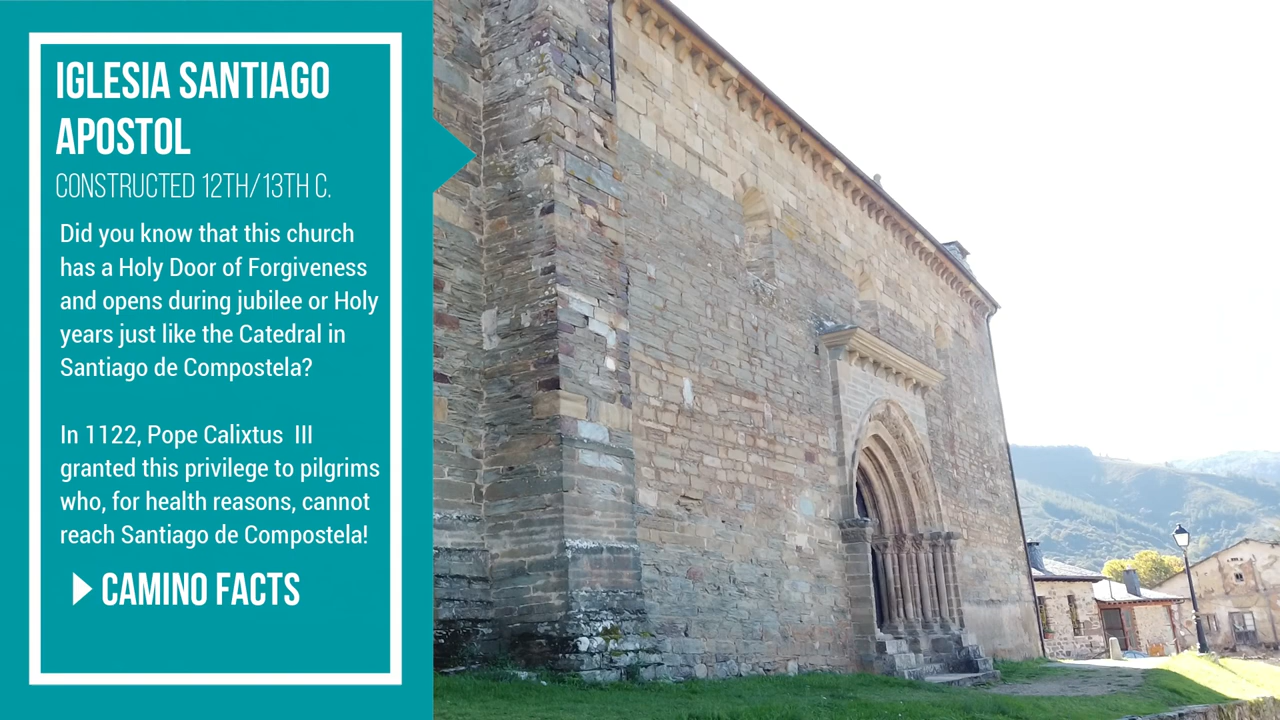 IGLESIA SANTIAGO
APOSTOL
CONSTRUCTED 12TH/13TH C.
Did you know that this church
has a Holy Door of Forgiveness
and opens during jubilee or Holy
years just like the Catedral in
Santiago de Compostela?
In 1122, Pope Calixtus III
granted this privilege to pilgrims
who, for health reasons, cannot
reach Santiago de Compostela!
CAMINO FACTS